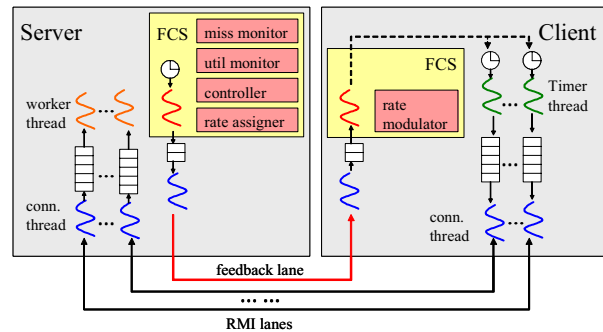 Server
FCS
miss monitor
util monitor
controller
rate assigner
worker
thread
...
...
conn.
thread
...
Client
FCS
rate
modulator
Timer
thread
...
...
conn.
thread
...
feedback lane
... ...
RMI lanes